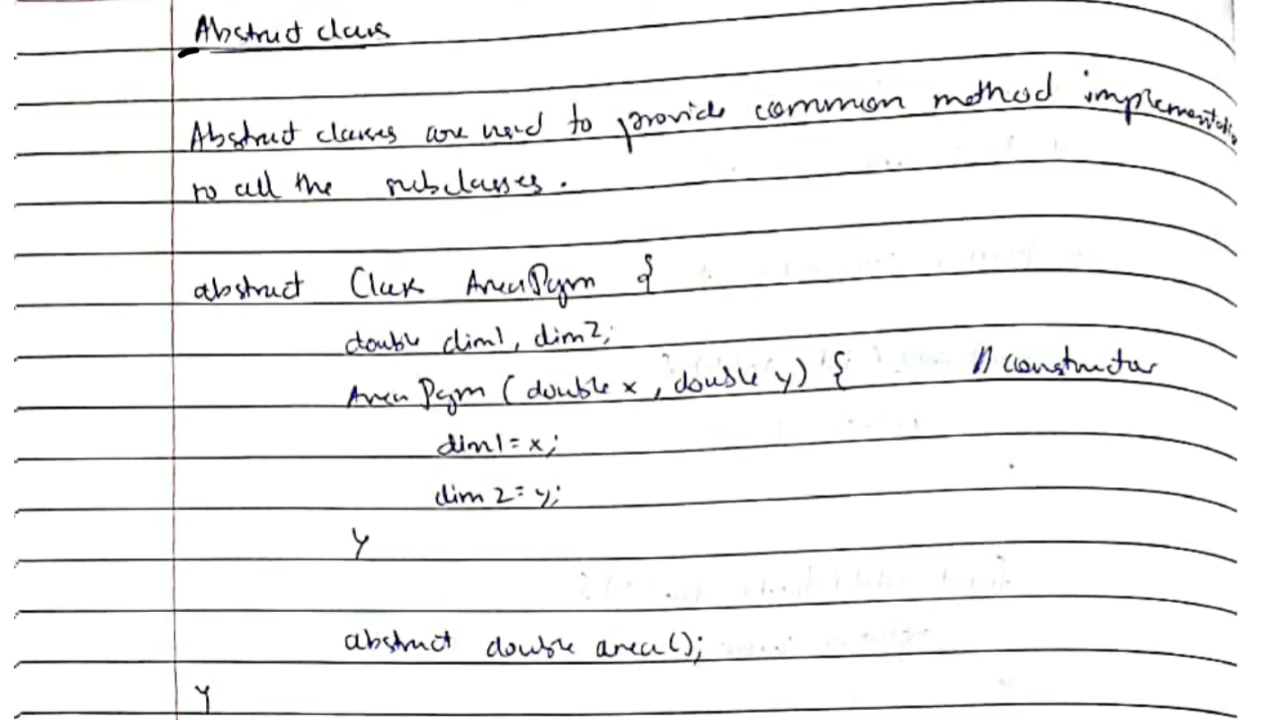 Abstract class
Abstract classes are used to provide common method implementation
to all the subclasses.
abstract Class AreaPgm {
double dim1, dim2;
AreaPgm (double x, double y) { // constructor
dim1 = x;
dim2 = y;
}
abstract double area();
}